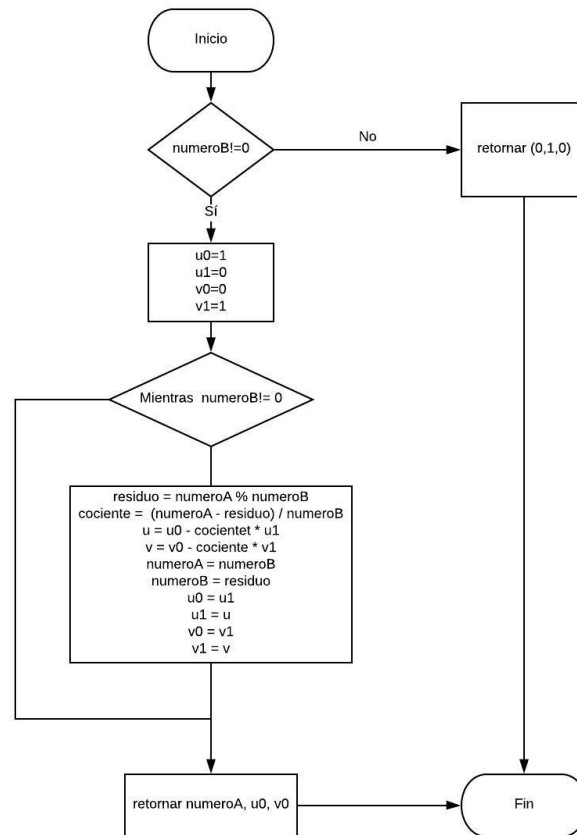 Inicio
numeroB!=0
No
retornar (0,1,0)
Sí
u0=1
u1=0
v0=0
v1=1
Mientras numeroB!= 0
residuo = numeroA % numeroB
cociente = (numeroA - residuo) / numeroB
u = u0 - cocientet * u1
v = v0 - cociente * v1
numeroA = numeroB
numeroB = residuo
u0 = u1
u1 = u
v0 = v1
v1 = v
retornar numeroA, u0, v0
Fin